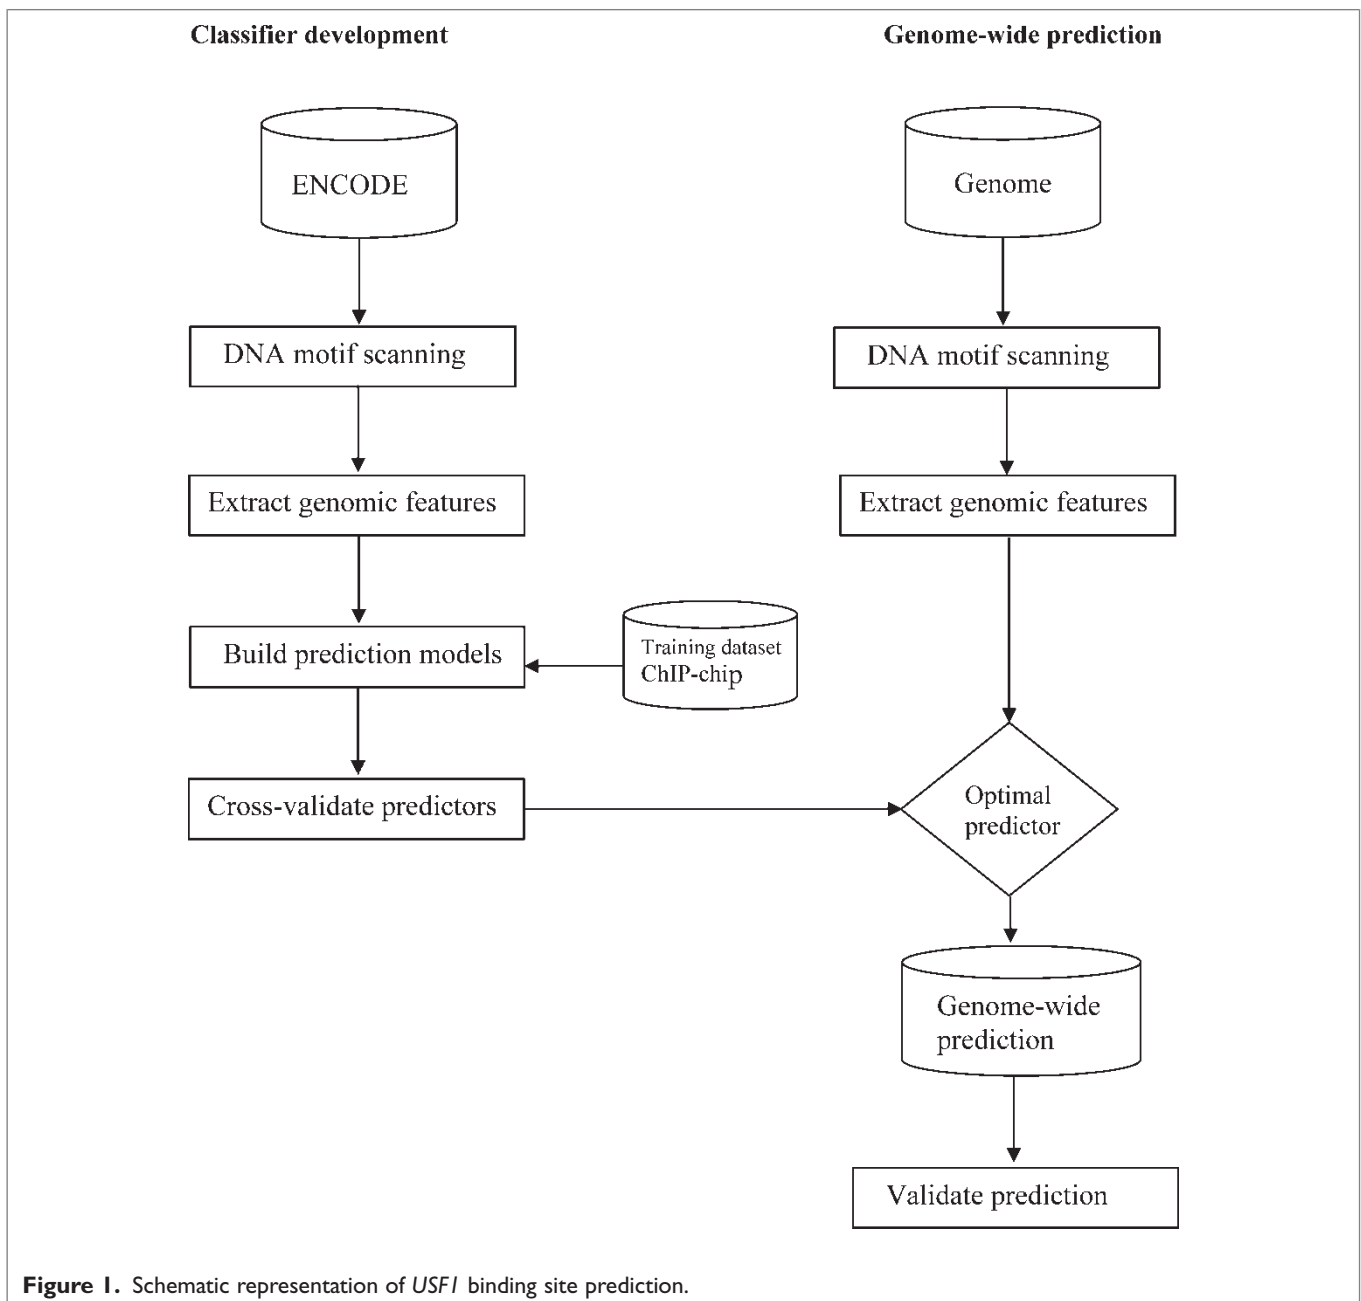 Classifier development
Genome-wide prediction
ENCODE
Genome
DNA motif scanning
DNA motif scanning
Extract genomic features
Extract genomic features
Build prediction models
Training dataset
ChIP-chip
Cross-validate predictors
Optimal
predictor
Genome-wide
prediction
Validate prediction
Figure 1. Schematic representation of USF1 binding site prediction.